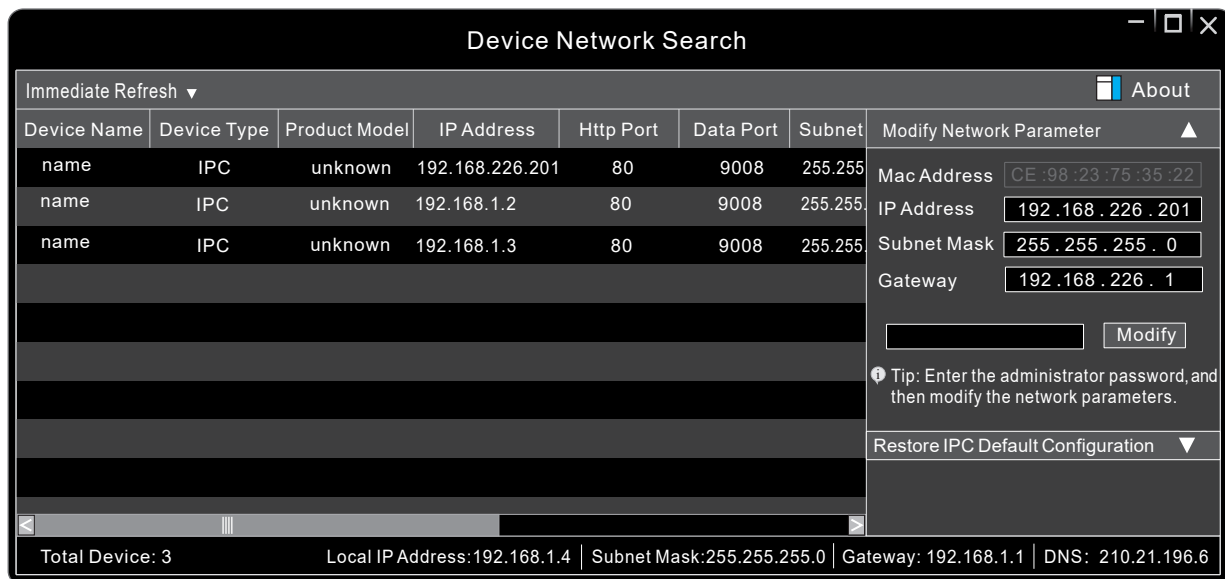 Device Network Search
Immediate Refresh ▼ About
Device Name Device Type Product Model IP Address Http Port Data Port Subnet
name IPC unknown 192.168.226.201 80 9008 255.255
name IPC unknown 192.168.1.2 80 9008 255.255.
name IPC unknown 192.168.1.3 80 9008 255.255.
Modify Network Parameter ▲
Mac Address CE :98 :23 :75 :35 :22
IP Address 192 .168 . 226 . 201
Subnet Mask 255 . 255 . 255 . 0
Gateway 192 .168 . 226 . 1
Modify
Tip: Enter the administrator password, and
then modify the network parameters.
Restore IPC Default Configuration ▼
Total Device: 3 Local IP Address:192.168.1.4 Subnet Mask:255.255.255.0 Gateway: 192.168.1.1 DNS: 210.21.196.6